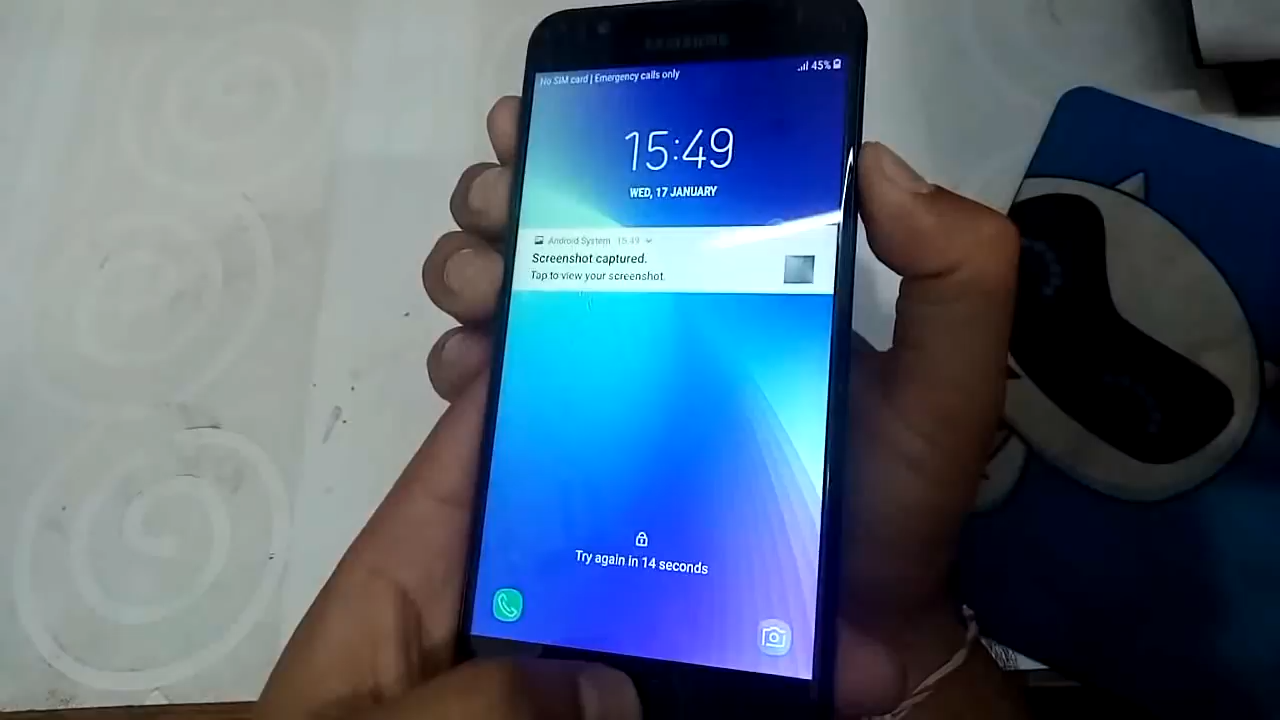 SAMSUNG
No SIM card | Emergency calls only
45%
15:49
WED, 17 JANUARY
Android System 15:49
Screenshot captured.
Tap to view your screenshot.
Try again in 14 seconds